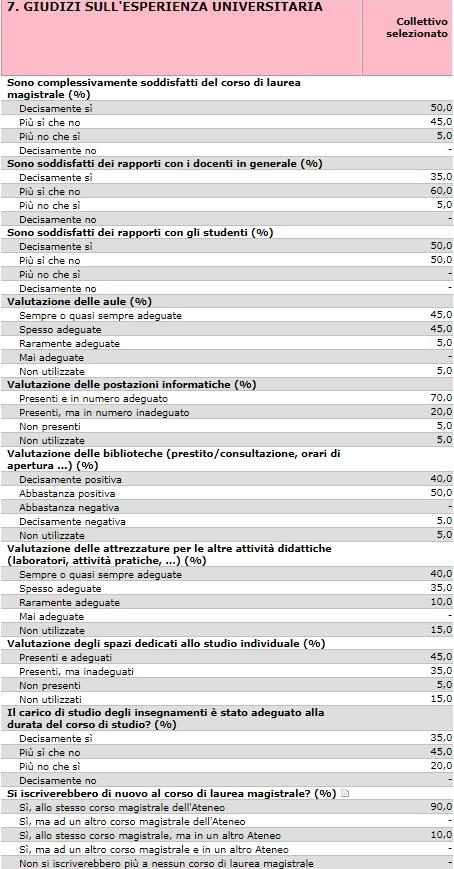 7. GIUDIZI SULL'ESPERIENZA UNIVERSITARIA
Collettivo
selezionato
Sono complessivamente soddisfatti del corso di laurea
magistrale (%)
Decisamente sì 50,0
Più sì che no 45,0
Più no che sì 5,0
Decisamente no -
Sono soddisfatti dei rapporti con i docenti in generale (%)
Decisamente sì 35,0
Più sì che no 60,0
Più no che sì 5,0
Decisamente no -
Sono soddisfatti dei rapporti con gli studenti (%)
Decisamente sì 50,0
Più sì che no 50,0
Più no che sì -
Decisamente no -
Valutazione delle aule (%)
Sempre o quasi sempre adeguate 45,0
Spesso adeguate 45,0
Raramente adeguate 5,0
Mai adeguate -
Non utilizzate 5,0
Valutazione delle postazioni informatiche (%)
Presenti e in numero adeguato 70,0
Presenti, ma in numero inadeguato 20,0
Non presenti 5,0
Non utilizzate 5,0
Valutazione delle biblioteche (prestito/consultazione, orari di
apertura ...) (%)
Decisamente positiva 40,0
Abbastanza positiva 50,0
Abbastanza negativa -
Decisamente negativa 5,0
Non utilizzate 5,0
Valutazione delle attrezzature per le altre attività didattiche
(laboratori, attività pratiche, ...) (%)
Sempre o quasi sempre adeguate 40,0
Spesso adeguate 35,0
Raramente adeguate 10,0
Mai adeguate -
Non utilizzate 15,0
Valutazione degli spazi dedicati allo studio individuale (%)
Presenti e adeguati 45,0
Presenti, ma inadeguati 35,0
Non presenti 5,0
Non utilizzati 15,0
Il carico di studio degli insegnamenti è stato adeguato alla
durata del corso di studio? (%)
Decisamente sì 35,0
Più sì che no 45,0
Più no che sì 20,0
Decisamente no -
Si iscriverebbero di nuovo al corso di laurea magistrale? (%)
Sì, allo stesso corso magistrale dell'Ateneo 90,0
Sì, ma ad un altro corso magistrale dell'Ateneo -
Sì, allo stesso corso magistrale, ma in un altro Ateneo 10,0
Sì, ma ad un altro corso magistrale e in un altro Ateneo -
Non si iscriverebbero più a nessun corso di laurea magistrale -